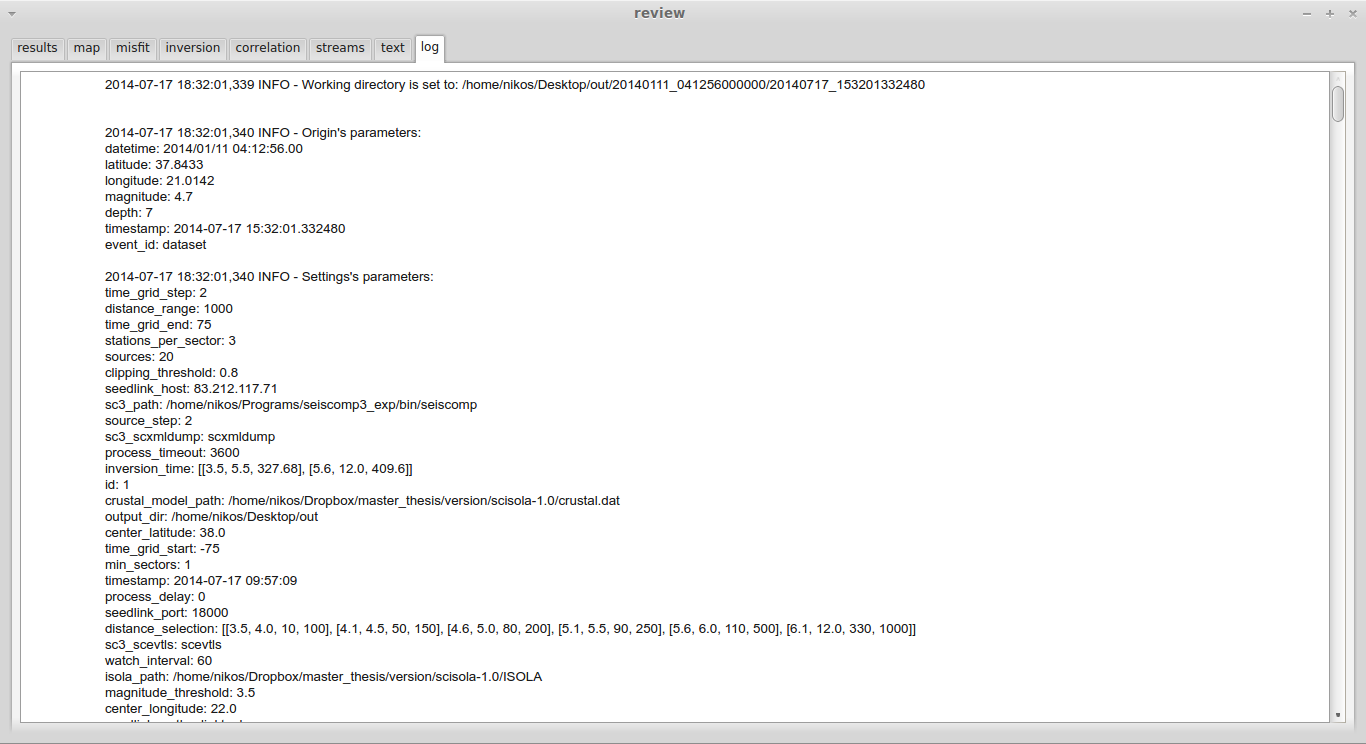 review
results map misfit inversion correlation streams text log
2014-07-17 18:32:01,339 INFO - Working directory is set to: /home/nikos/Desktop/out/20140111_041256000000/20140717_153201332480
2014-07-17 18:32:01,340 INFO - Origin's parameters:
datetime: 2014/01/11 04:12:56.00
latitude: 37.8433
longitude: 21.0142
magnitude: 4.7
depth: 7
timestamp: 2014-07-17 15:32:01.332480
event_id: dataset
2014-07-17 18:32:01,340 INFO - Settings's parameters:
time_grid_step: 2
distance_range: 1000
time_grid_end: 75
stations_per_sector: 3
sources: 20
clipping_threshold: 0.8
seedlink_host: 83.212.117.71
sc3_path: /home/nikos/Programs/seiscomp3_exp/bin/seiscomp
source_step: 2
sc3_scxmldump: scxmldump
process_timeout: 3600
inversion_time: [[3.5, 5.5, 327.68], [5.6, 12.0, 409.6]]
id: 1
crustal_model_path: /home/nikos/Dropbox/master_thesis/version/scisola-1.0/crustal.dat
output_dir: /home/nikos/Desktop/out
center_latitude: 38.0
time_grid_start: -75
min_sectors: 1
timestamp: 2014-07-17 09:57:09
process_delay: 0
seedlink_port: 18000
distance_selection: [[3.5, 4.0, 10, 100], [4.1, 4.5, 50, 150], [4.6, 5.0, 80, 200], [5.1, 5.5, 90, 250], [5.6, 6.0, 110, 500], [6.1, 12.0, 330, 1000]]
sc3_scevtls: scevtls
watch_interval: 60
isola_path: /home/nikos/Dropbox/master_thesis/version/scisola-1.0/ISOLA
magnitude_threshold: 3.5
center_longitude: 22.0